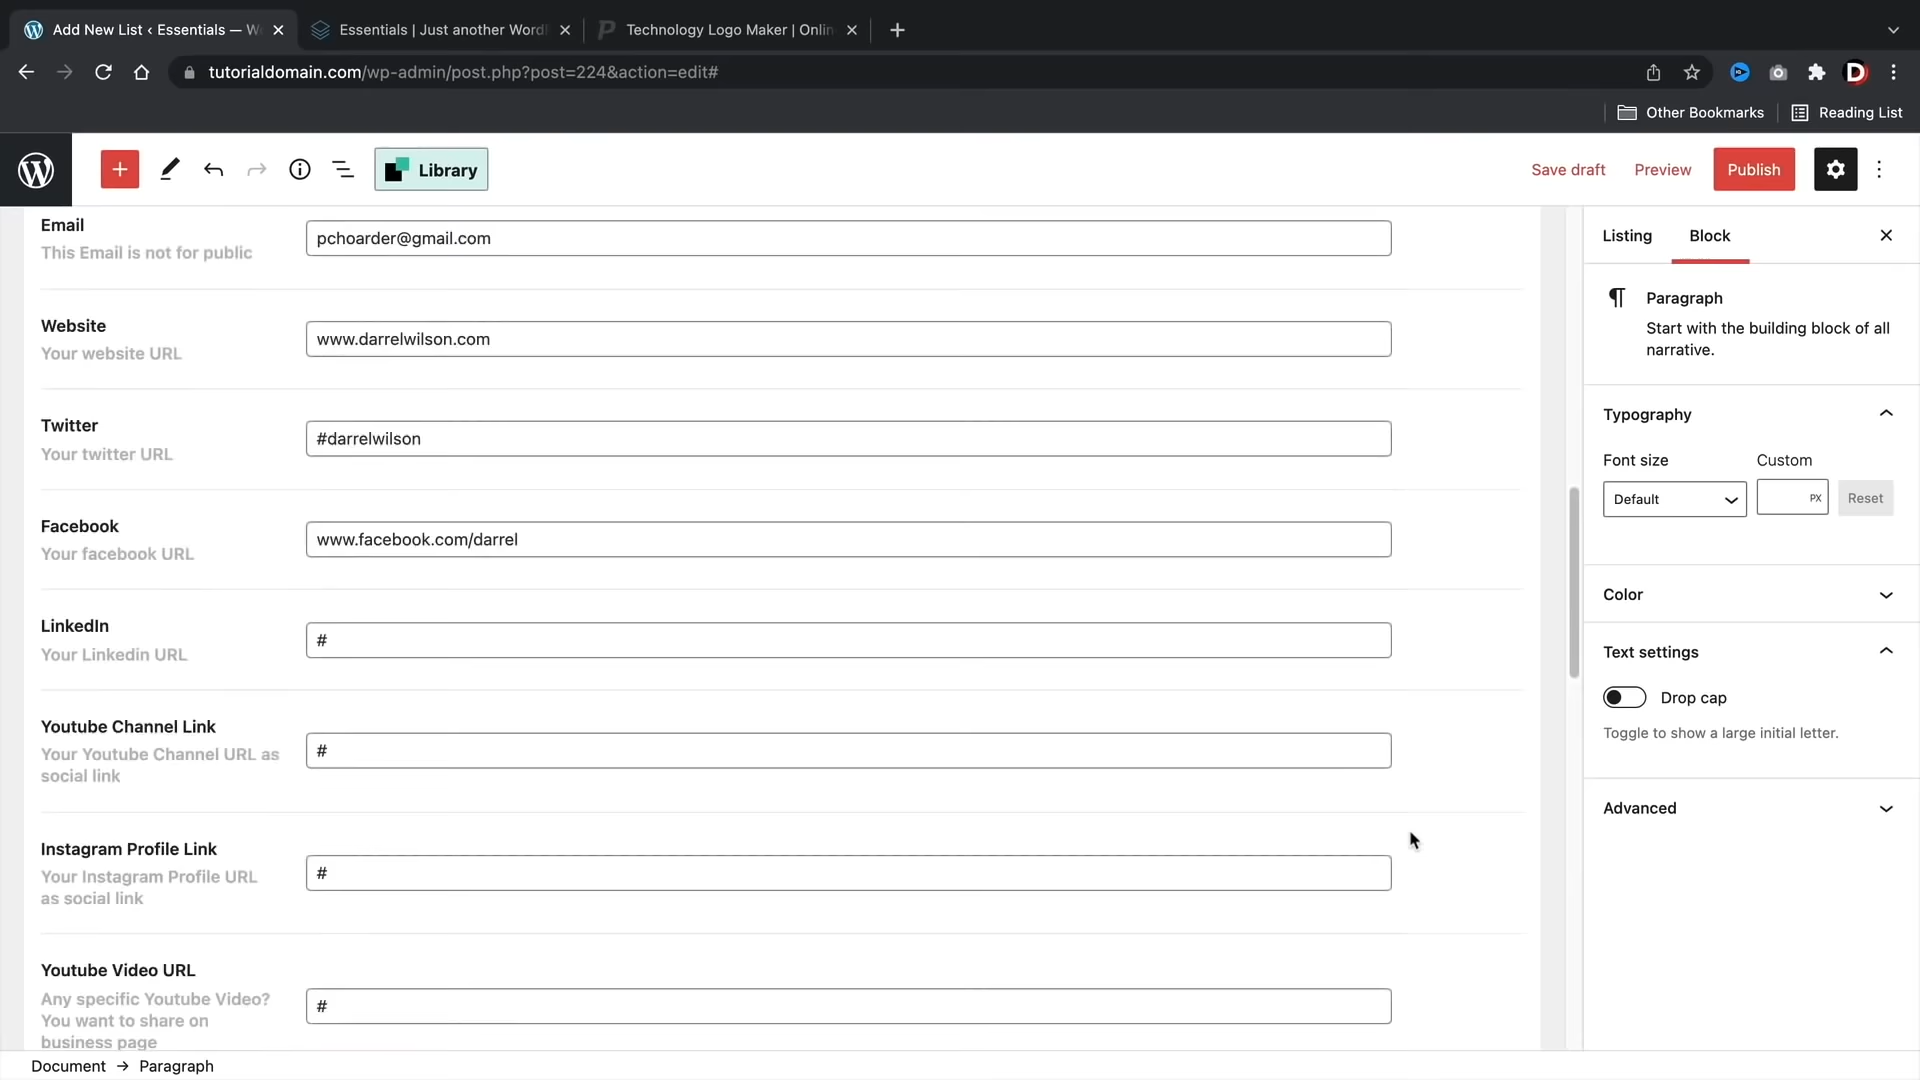 Add New List ‹ Essentials — W
Essentials | Just another Word
Technology Logo Maker | Onlin
tutorialdomain.com/wp-admin/post.php?post=224&action=edit#
Other Bookmarks
Reading List
Library
Save draft
Preview
Publish
Email
This Email is not for public
pchoarder@gmail.com
Website
Your website URL
www.darrelwilson.com
Twitter
Your twitter URL
#darrelwilson
Facebook
Your facebook URL
www.facebook.com/darrel
LinkedIn
Your Linkedin URL
#
Youtube Channel Link
Your Youtube Channel URL as
social link
#
Instagram Profile Link
Your Instagram Profile URL
as social link
#
Youtube Video URL
Any specific Youtube Video?
You want to share on
business page
#
Listing
Block
Paragraph
Start with the building block of all
narrative.
Typography
Font size
Custom
Default
PX
Reset
Color
Text settings
Drop cap
Toggle to show a large initial letter.
Advanced
Document → Paragraph